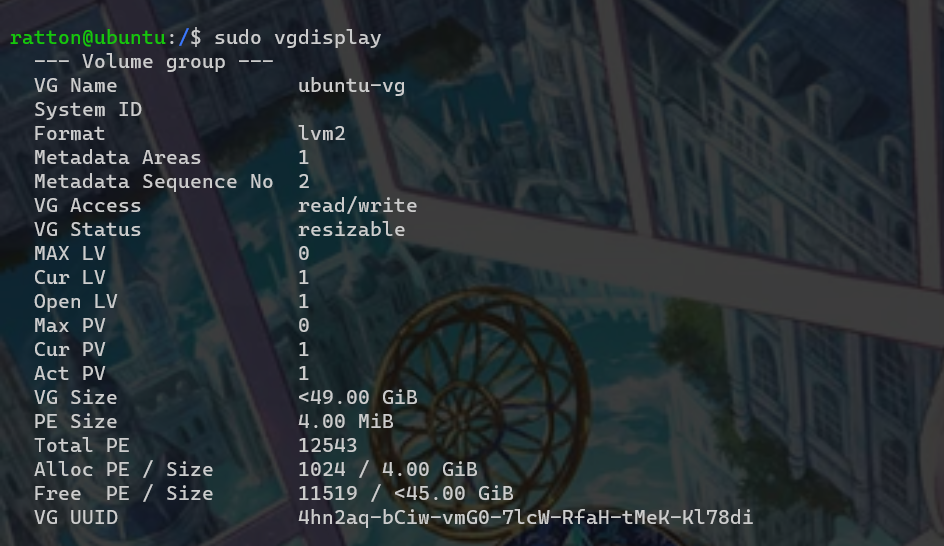 ratton@ubuntu:/$ sudo vgdisplay
--- Volume group ---
VG Name ubuntu-vg
System ID
Format lvm2
Metadata Areas 1
Metadata Sequence No 2
VG Access read/write
VG Status resizable
MAX LV 0
Cur LV 1
Open LV 1
Max PV 0
Cur PV 1
Act PV 1
VG Size <49.00 GiB
PE Size 4.00 MiB
Total PE 12543
Alloc PE / Size 1024 / 4.00 GiB
Free  PE / Size 11519 / <45.00 GiB
VG UUID 4hn2aq-bCiw-vmG0-7lcW-RfaH-tMeK-Kl78di